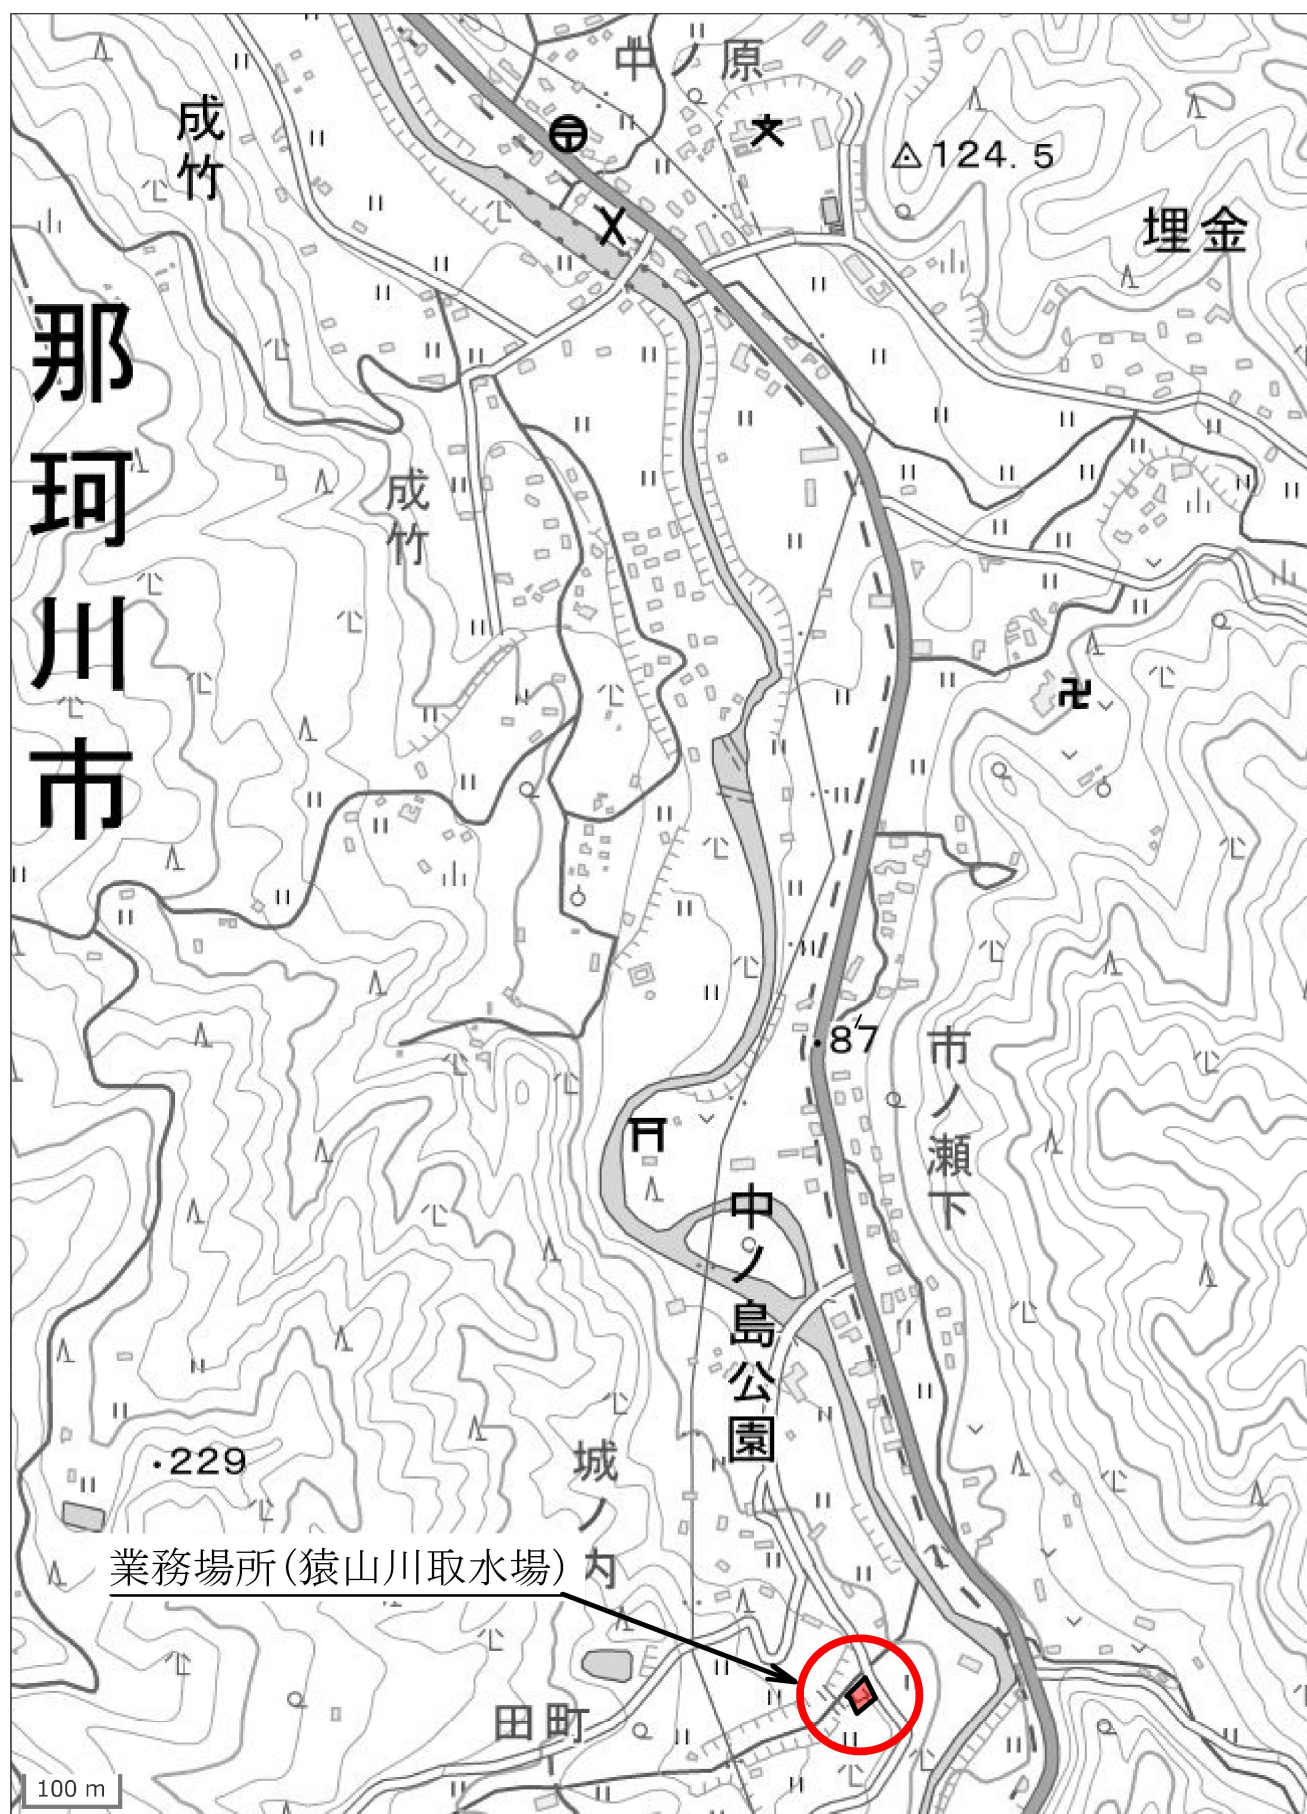 中ノ原
成竹
124.5
埋金
那珂川市
成竹
87
市ノ瀬下
中ノ島公園
229
城ノ内
業務場所(猿山川取水場)
田町
100 m